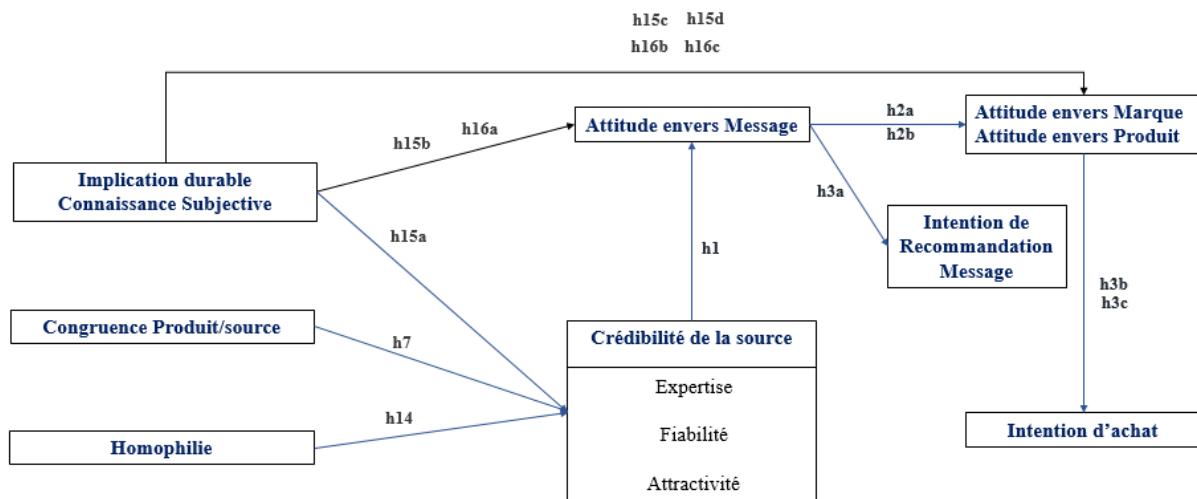 h15c h15d
h16b h16c
h2a
Attitude envers Marque
h16a
Attitude envers Message
h2b
Attitude envers Produit
h15b
Implication durable
Connaissance Subjective
h3a
h15a
Intention de
Recommandation
Message
h1
h3b
h3c
Congruence Produit/source
h7
Crédibilité de la source
Expertise
h14
Homophilie
Fiabilité
Intention d’achat
Attractivité